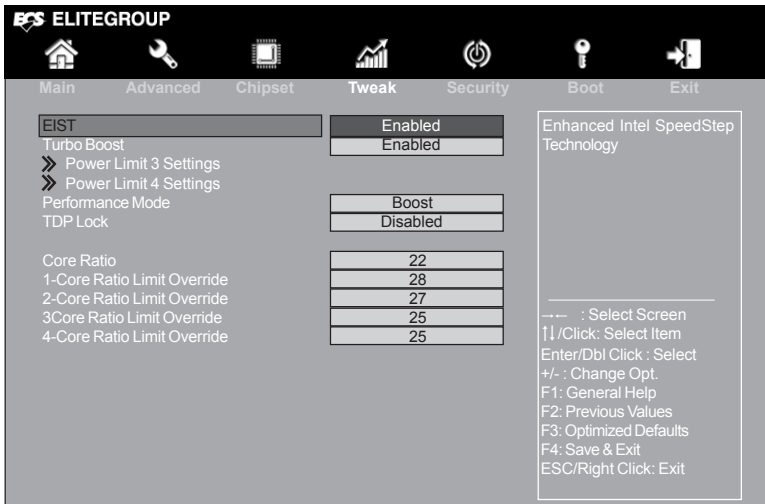 ECS ELITEGROUP
Main Advanced Chipset Tweak Security Boot Exit
EIST Enabled
Turbo Boost Enabled
Power Limit 3 Settings
Power Limit 4 Settings
Performance Mode Boost
TDP Lock Disabled
Core Ratio 22
1-Core Ratio Limit Override 28
2-Core Ratio Limit Override 27
3Core Ratio Limit Override 25
4-Core Ratio Limit Override 25
Enhanced Intel SpeedStep
Technology
→← : Select Screen
↑↓/Click: Select Item
Enter/Dbl Click : Select
+/- : Change Opt.
F1: General Help
F2: Previous Values
F3: Optimized Defaults
F4: Save & Exit
ESC/Right Click: Exit